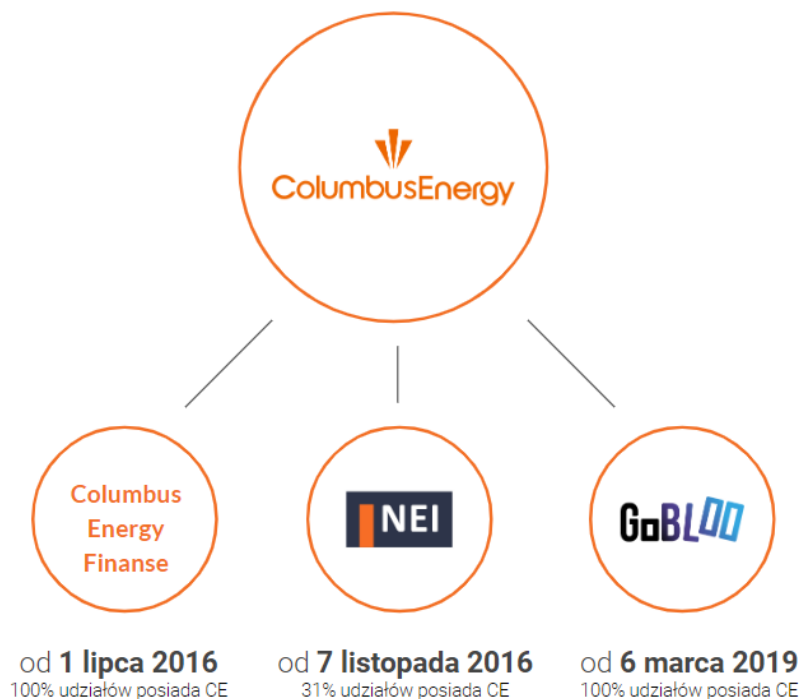 ColumbusEnergy
Columbus
Energy
Finanse
NEI
GoBLOO
od 1 lipca 2016
100% udziałów posiada CE
od 7 listopada 2016
31% udziałów posiada CE
od 6 marca 2019
100% udziałów posiada CE